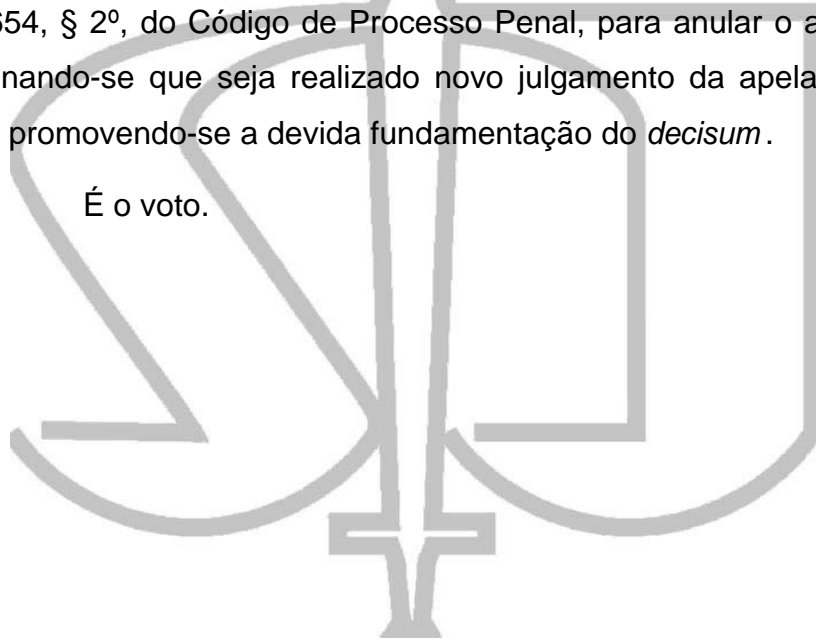 654, § 2º, do Código de Processo Penal, para anular o a
nando-se que seja realizado novo julgamento da apela
promovendo-se a devida fundamentação do decisum.
É o voto.